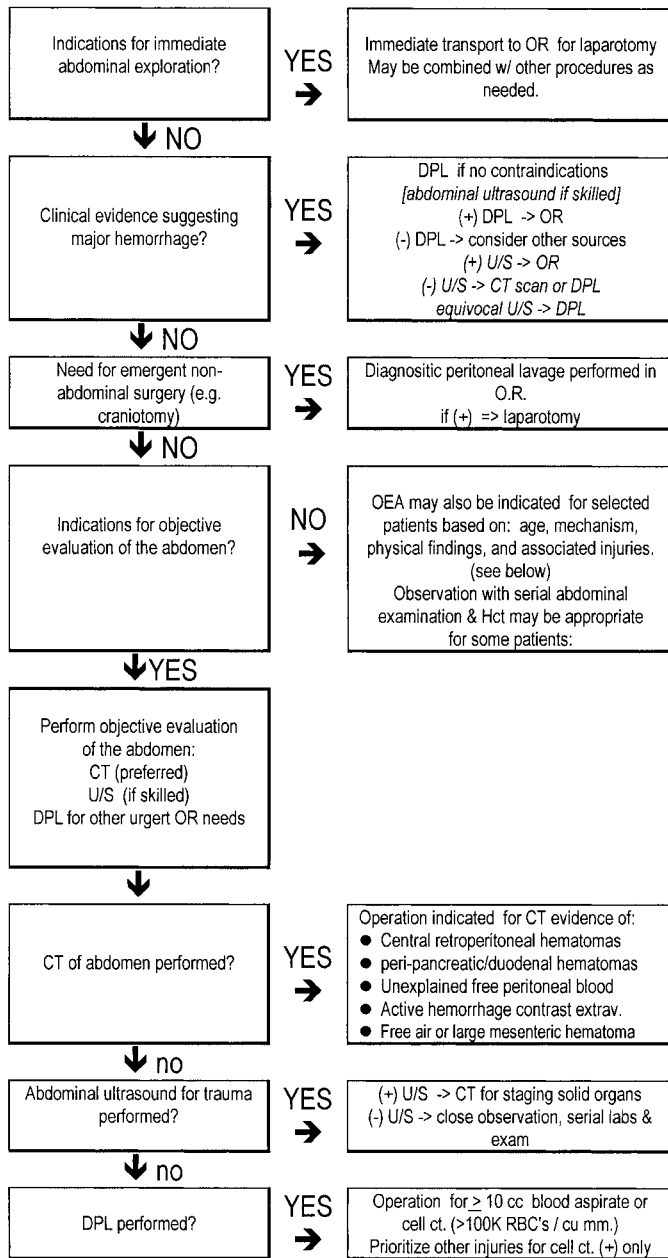 Indications for immediate
abdominal exploration?
YES
Immediate transport to OR for laparotomy
May be combined w/ other procedures as
needed.
NO
Clinical evidence suggesting
major hemorrhage?
YES
DPL if no contraindications
[abdominal ultrasound if skilled]
(+) DPL -> OR
(-) DPL -> consider other sources
(+) U/S -> OR
(-) U/S -> CT scan or DPL
equivocal U/S -> DPL
NO
Need for emergent non-
abdominal surgery (e.g.
craniotomy)
YES
Diagnositic peritoneal lavage performed in
O.R.
if (+) => laparotomy
NO
Indications for objective
evaluation of the abdomen?
NO
OEA may also be indicated for selected
patients based on: age, mechanism,
physical findings, and associated injuries.
(see below)
Observation with serial abdominal
examination & Hct may be appropriate
for some patients:
YES
Perform objective evaluation
of the abdomen:
CT (preferred)
U/S (if skilled)
DPL for other urgert OR needs
CT of abdomen performed?
YES
Operation indicated for CT evidence of:
● Central retroperitoneal hematomas
● peri-pancreatic/duodenal hematomas
● Unexplained free peritoneal blood
● Active hemorrhage contrast extrav.
● Free air or large mesenteric hematoma
no
Abdominal ultrasound for trauma
performed?
YES
(+) U/S -> CT for staging solid organs
(-) U/S -> close observation, serial labs &
exam
no
DPL performed?
YES
Operation for ≥ 10 cc blood aspirate or
cell ct. (>100K RBC's / cu mm.)
Prioritize other injuries for cell ct. (+) only